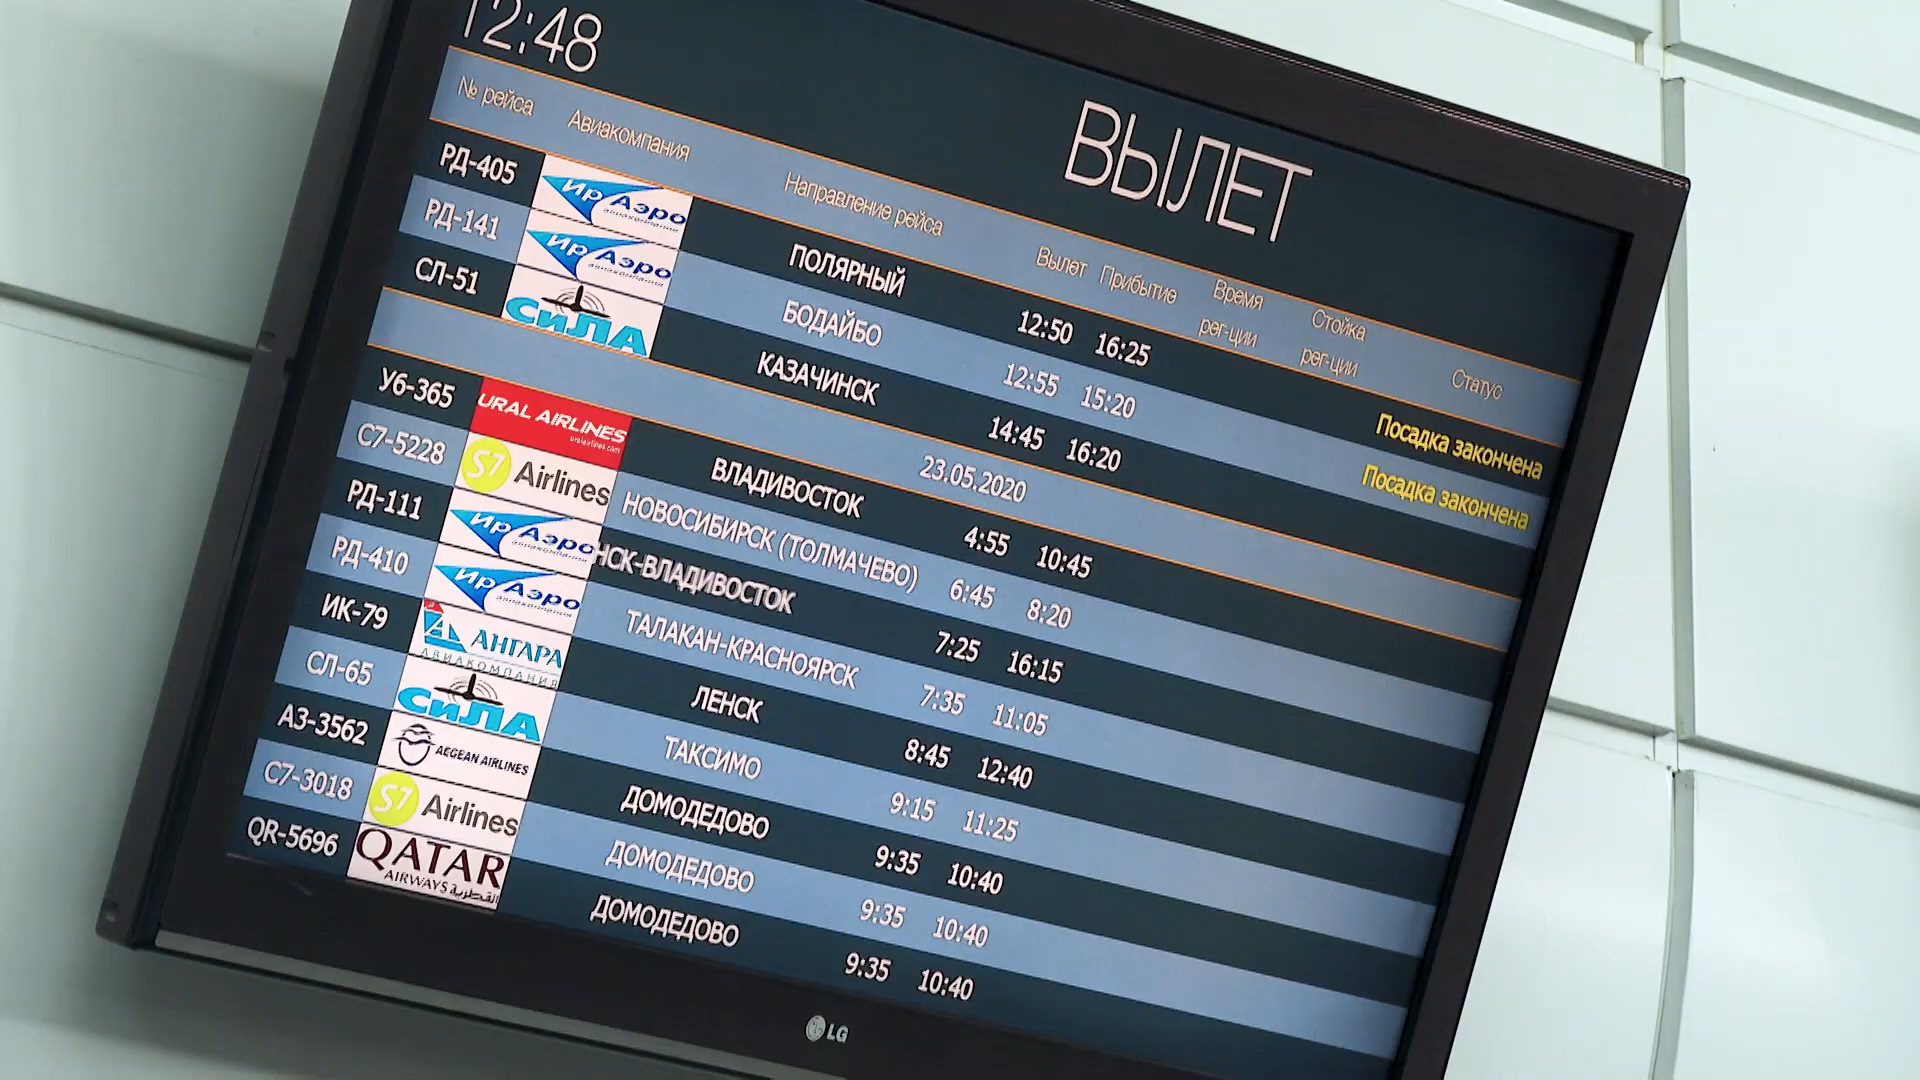 12:48
ВЫЛЕТ
№ рейса Авиакомпания Направление рейса Вылет Прибытие Время рег-ции Стойка рег-ции Статус
РД-405 ИрАэро авиакомпания ПОЛЯРНЫЙ 12:50 16:25 Посадка закончена
РД-141 ИрАэро авиакомпания БОДАЙБО 12:55 15:20 Посадка закончена
СЛ-51 СиЛА КАЗАЧИНСК 14:45 16:20
23.05.2020
У6-365 URAL AIRLINES uralairlines.com ВЛАДИВОСТОК 4:55 10:45
С7-5228 S7 Airlines НОВОСИБИРСК (ТОЛМАЧЕВО) 6:45 8:20
РД-111 ИрАэро авиакомпания НСК-ВЛАДИВОСТОК 7:25 16:15
РД-410 ИрАэро авиакомпания ТАЛАКАН-КРАСНОЯРСК 7:35 11:05
ИК-79 АНГАРА АВИАКОМПАНИЯ ЛЕНСК 8:45 12:40
СЛ-65 СиЛА ТАКСИМО 9:15 11:25
АЗ-3562 AEGEAN AIRLINES ДОМОДЕДОВО 9:35 10:40
С7-3018 S7 Airlines ДОМОДЕДОВО 9:35 10:40
QR-5696 QATAR AIRWAYS القطرية ДОМОДЕДОВО 9:35 10:40
LG